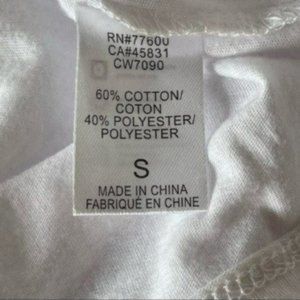 RN#77600
CA#45831
CW7090
60% COTTON/
COTON
40% POLYESTER/
POLYESTER
S
MADE IN CHINA
FABRIQUÉ EN CHINE